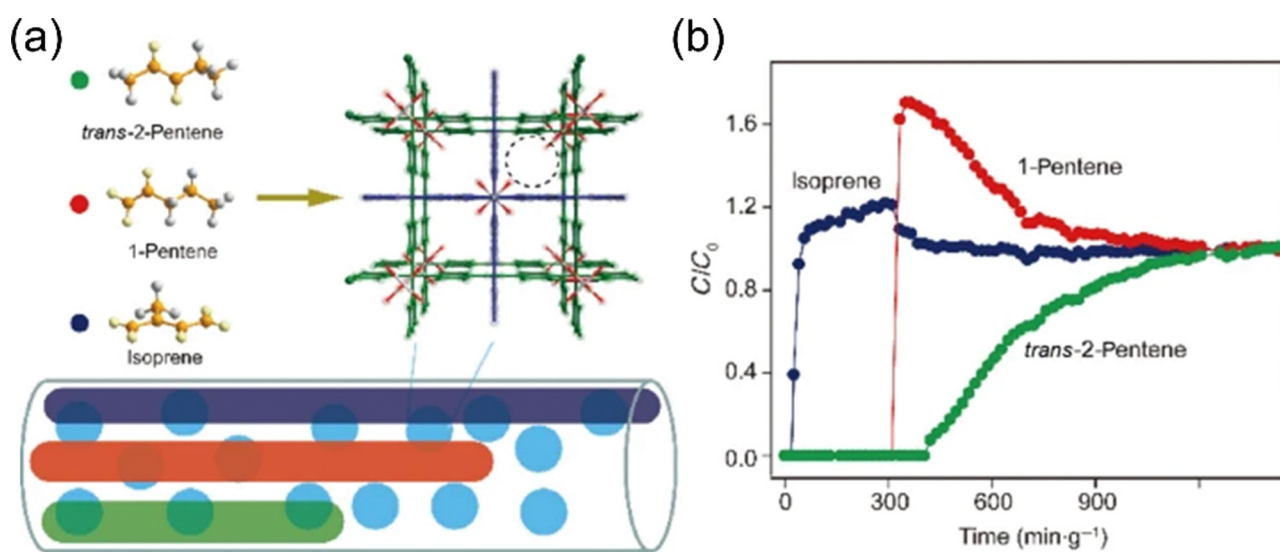 (a)
trans-2-Pentene
1-Pentene
Isoprene
(b)
C/C₀
1.6
1.2
0.8
0.4
0.0
Isoprene
1-Pentene
trans-2-Pentene
0
300
600
900
Time (min·g⁻¹)